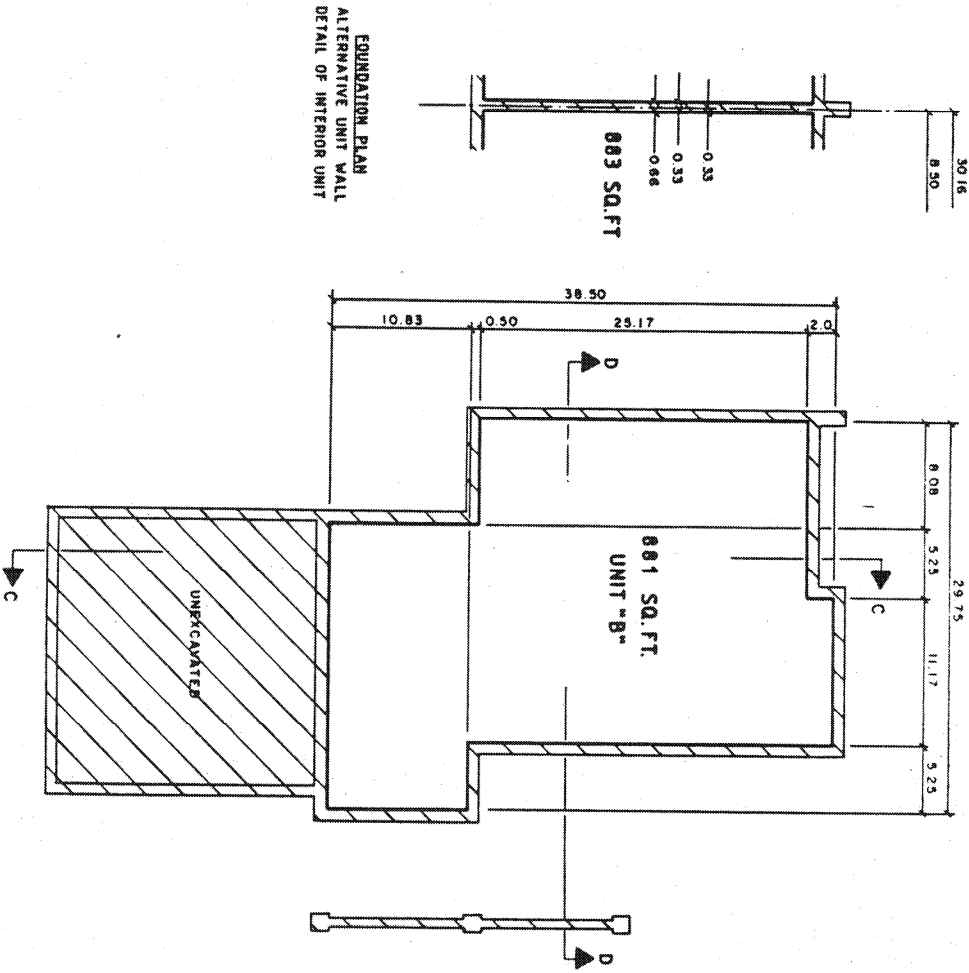 FOUNDATION PLAN
ALTERNATIVE UNIT WALL
DETAIL OF INTERIOR UNIT
883 SQ.FT
0.33
0.33
0.66
30.16
8.50
38.50
10.83
0.50
25.17
2.0
D
8.08
5.25
29.75
11.17
5.25
C
881 SQ.FT.
UNIT "B"
UNEXCAVATED
C
D